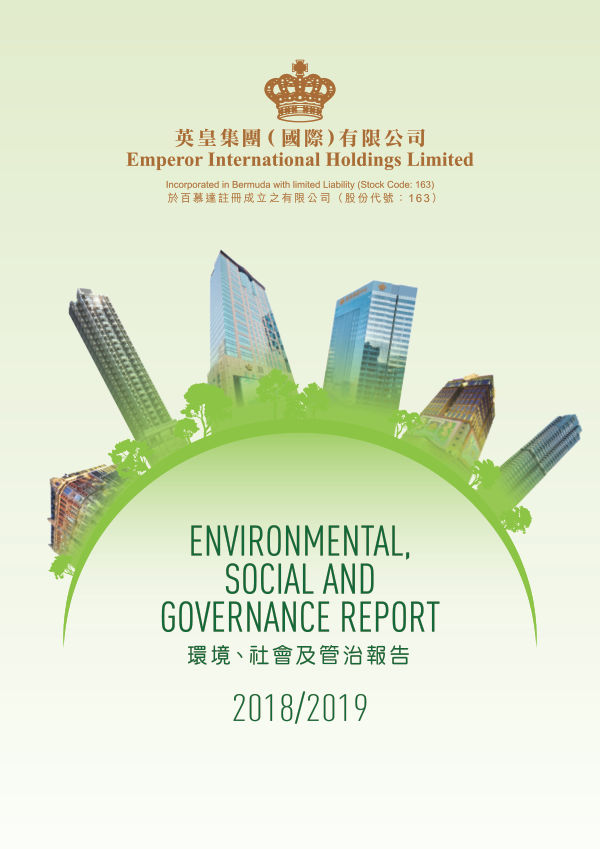 英皇集團(國際)有限公司
Emperor International Holdings Limited
Incorporated in Bermuda with limited Liability (Stock Code: 163)
於百慕達註冊成立之有限公司（股份代號：163）
ENVIRONMENTAL,
SOCIAL AND
GOVERNANCE REPORT
環境、社會及管治報告
2018/2019